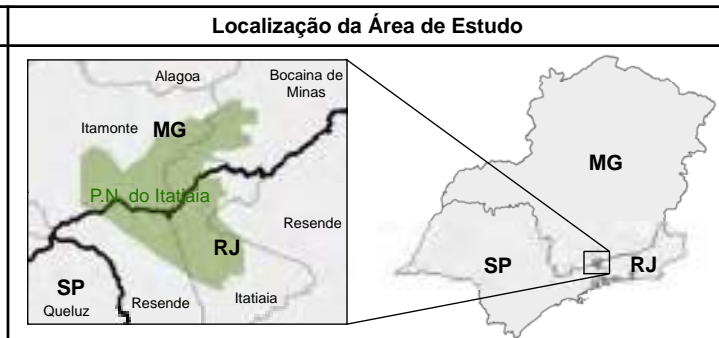 Localização da Área de Estudo
Alagoa
Bocaina de
Minas
Itamonte
MG
P.N. do Itatiaia
Resende
RJ
SP
Queluz
Resende
Itatiaia
MG
SP
RJ